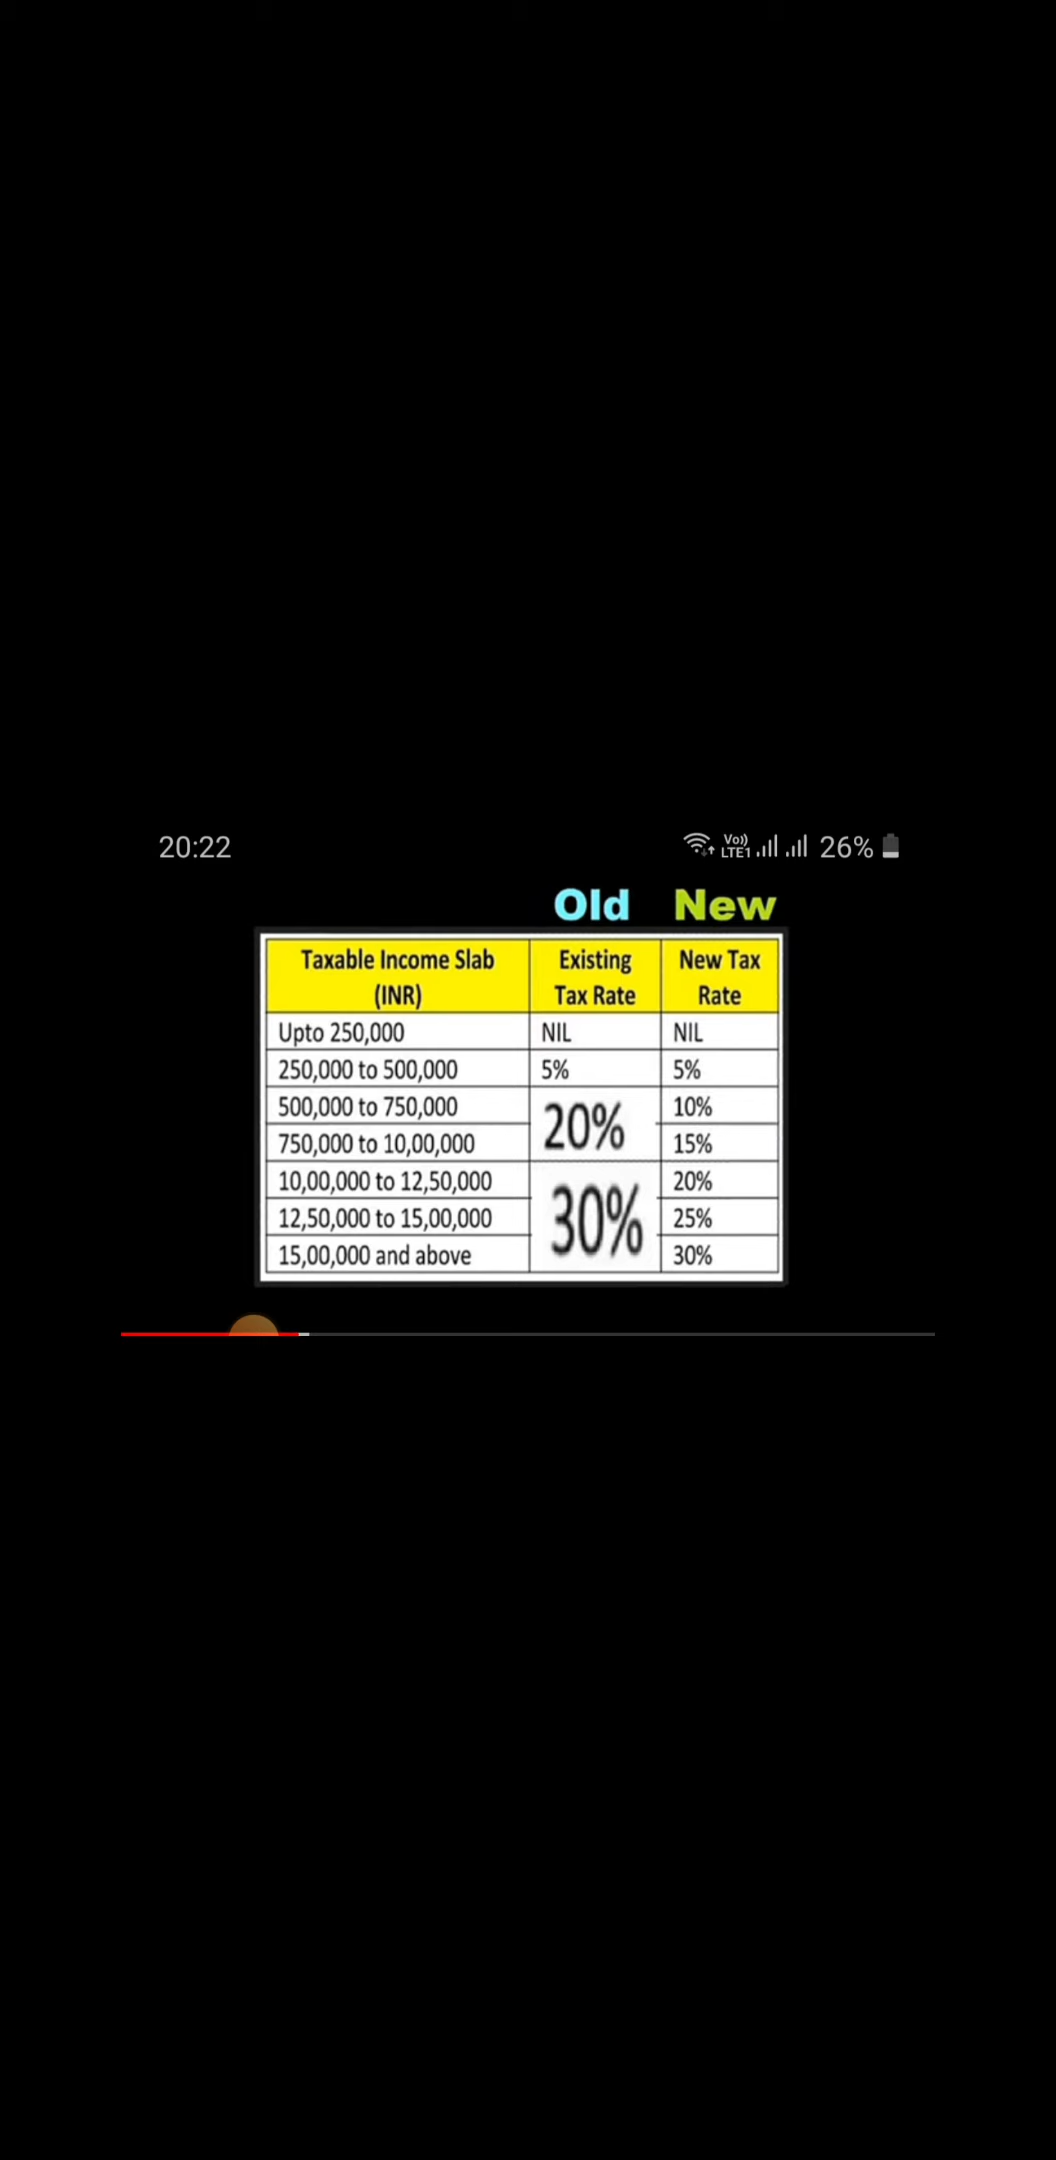 20:22 Vo)) LTE1 26%
Old New
Taxable Income Slab (INR) Existing Tax Rate New Tax Rate
Upto 250,000 NIL NIL
250,000 to 500,000 5% 5%
500,000 to 750,000 20% 10%
750,000 to 10,00,000 15%
10,00,000 to 12,50,000 30% 20%
12,50,000 to 15,00,000 25%
15,00,000 and above 30%